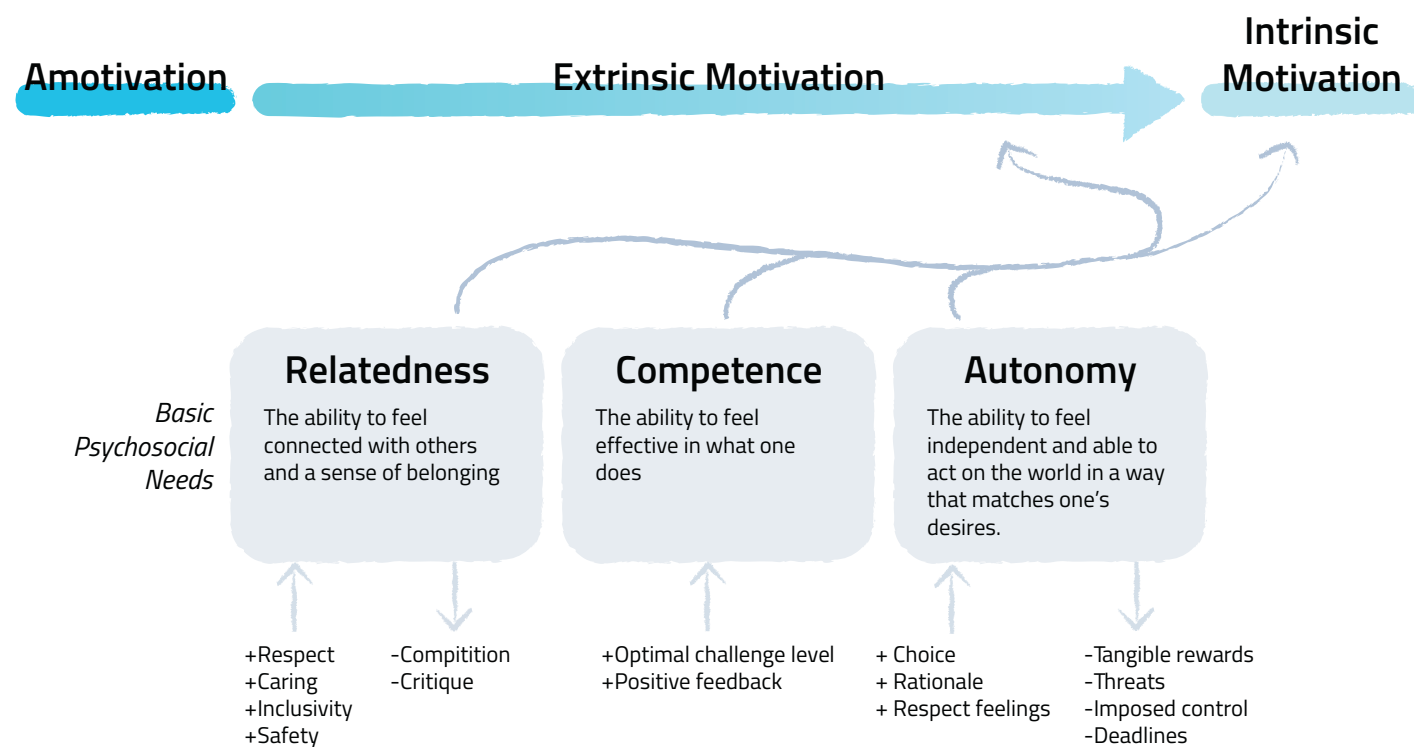 Amotivation
Extrinsic Motivation
Intrinsic
Motivation
Basic
Psychosocial
Needs
Relatedness
The ability to feel
connected with others
and a sense of belonging
Competence
The ability to feel
effective in what one
does
Autonomy
The ability to feel
independent and able to
act on the world in a way
that matches one's
desires.
+Respect
+Caring
+Inclusivity
+Safety
-Compitition
-Critique
+Optimal challenge level
+Positive feedback
+ Choice
+ Rationale
+ Respect feelings
-Tangible rewards
-Threats
-Imposed control
-Deadlines